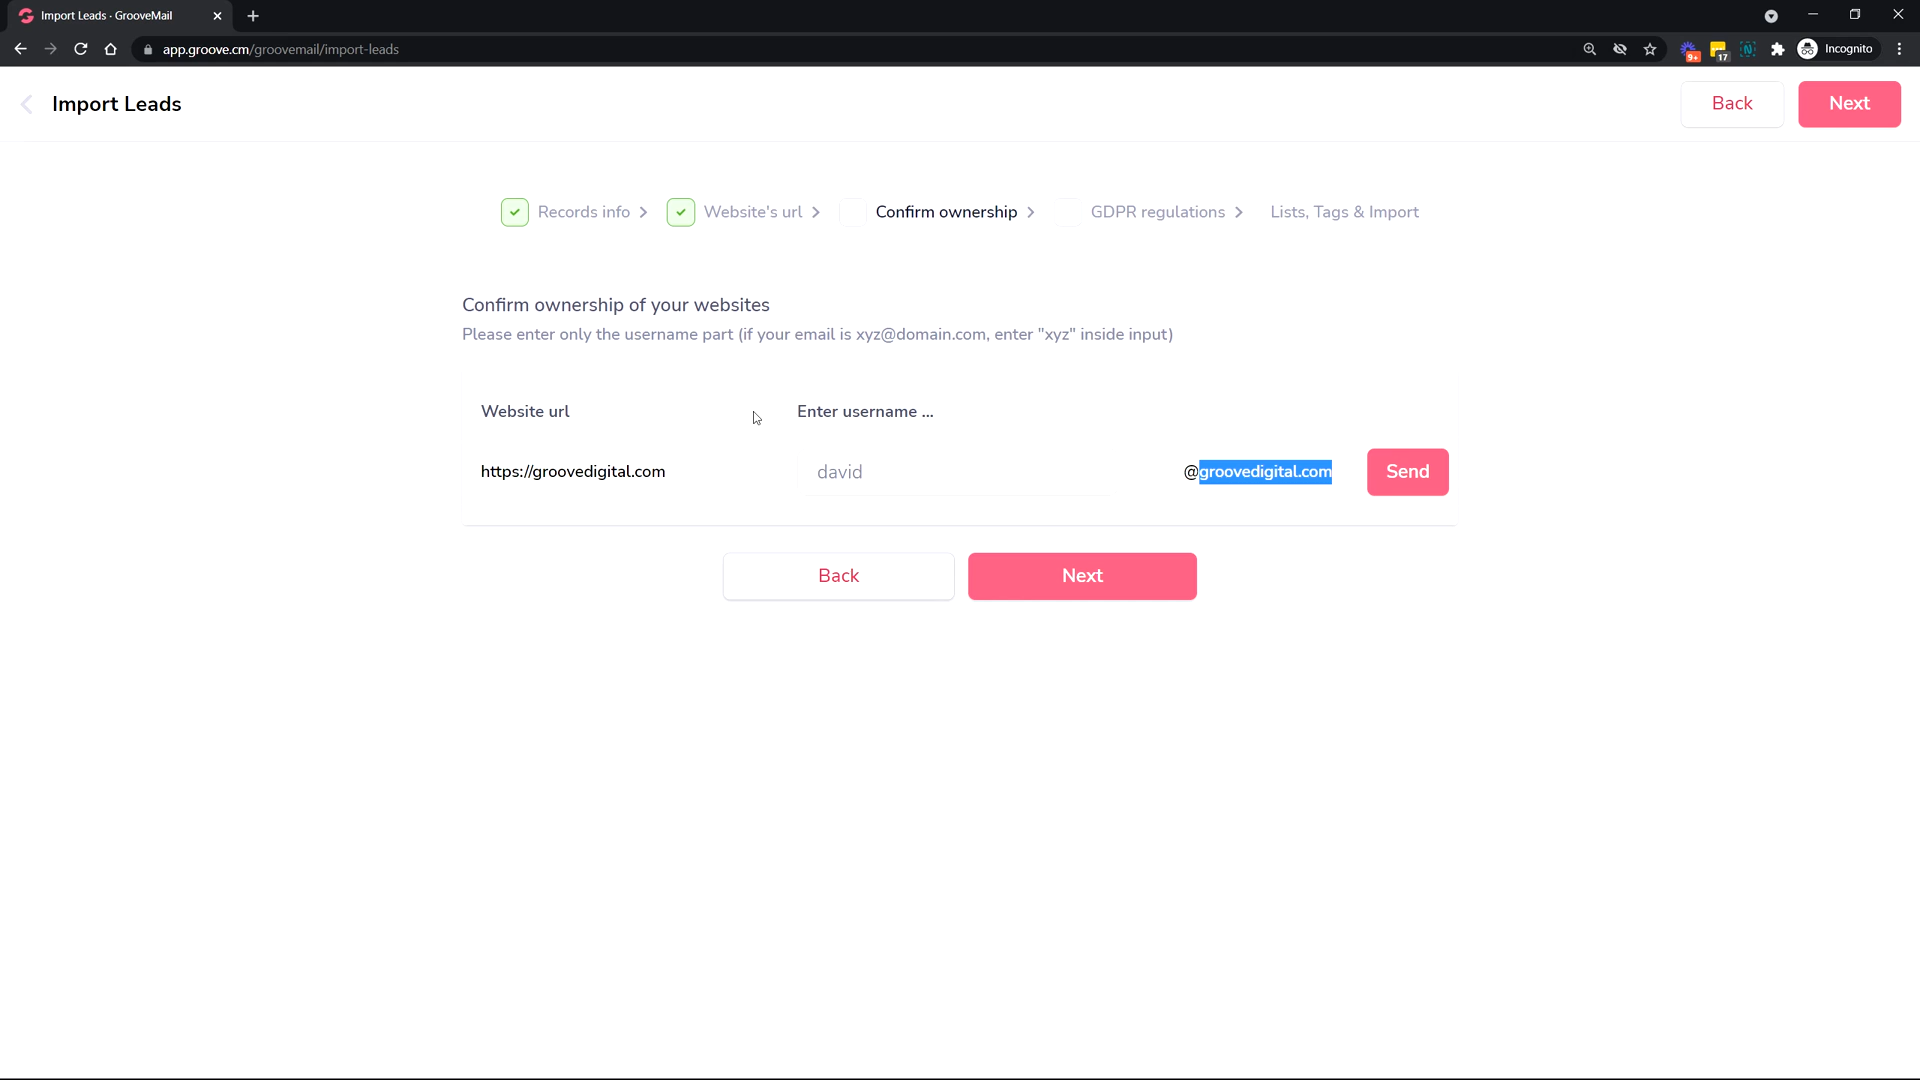 Import Leads - GrooveMail
app.groove.cm/groovemail/import-leads
9+
17
N
Incognito
Import Leads
Back
Next
Records info
Website's url
Confirm ownership
GDPR regulations
Lists, Tags & Import
Confirm ownership of your websites
Please enter only the username part (if your email is xyz@domain.com, enter "xyz" inside input)
Website url
Enter username ...
https://groovedigital.com
david
@groovedigital.com
Send
Back
Next